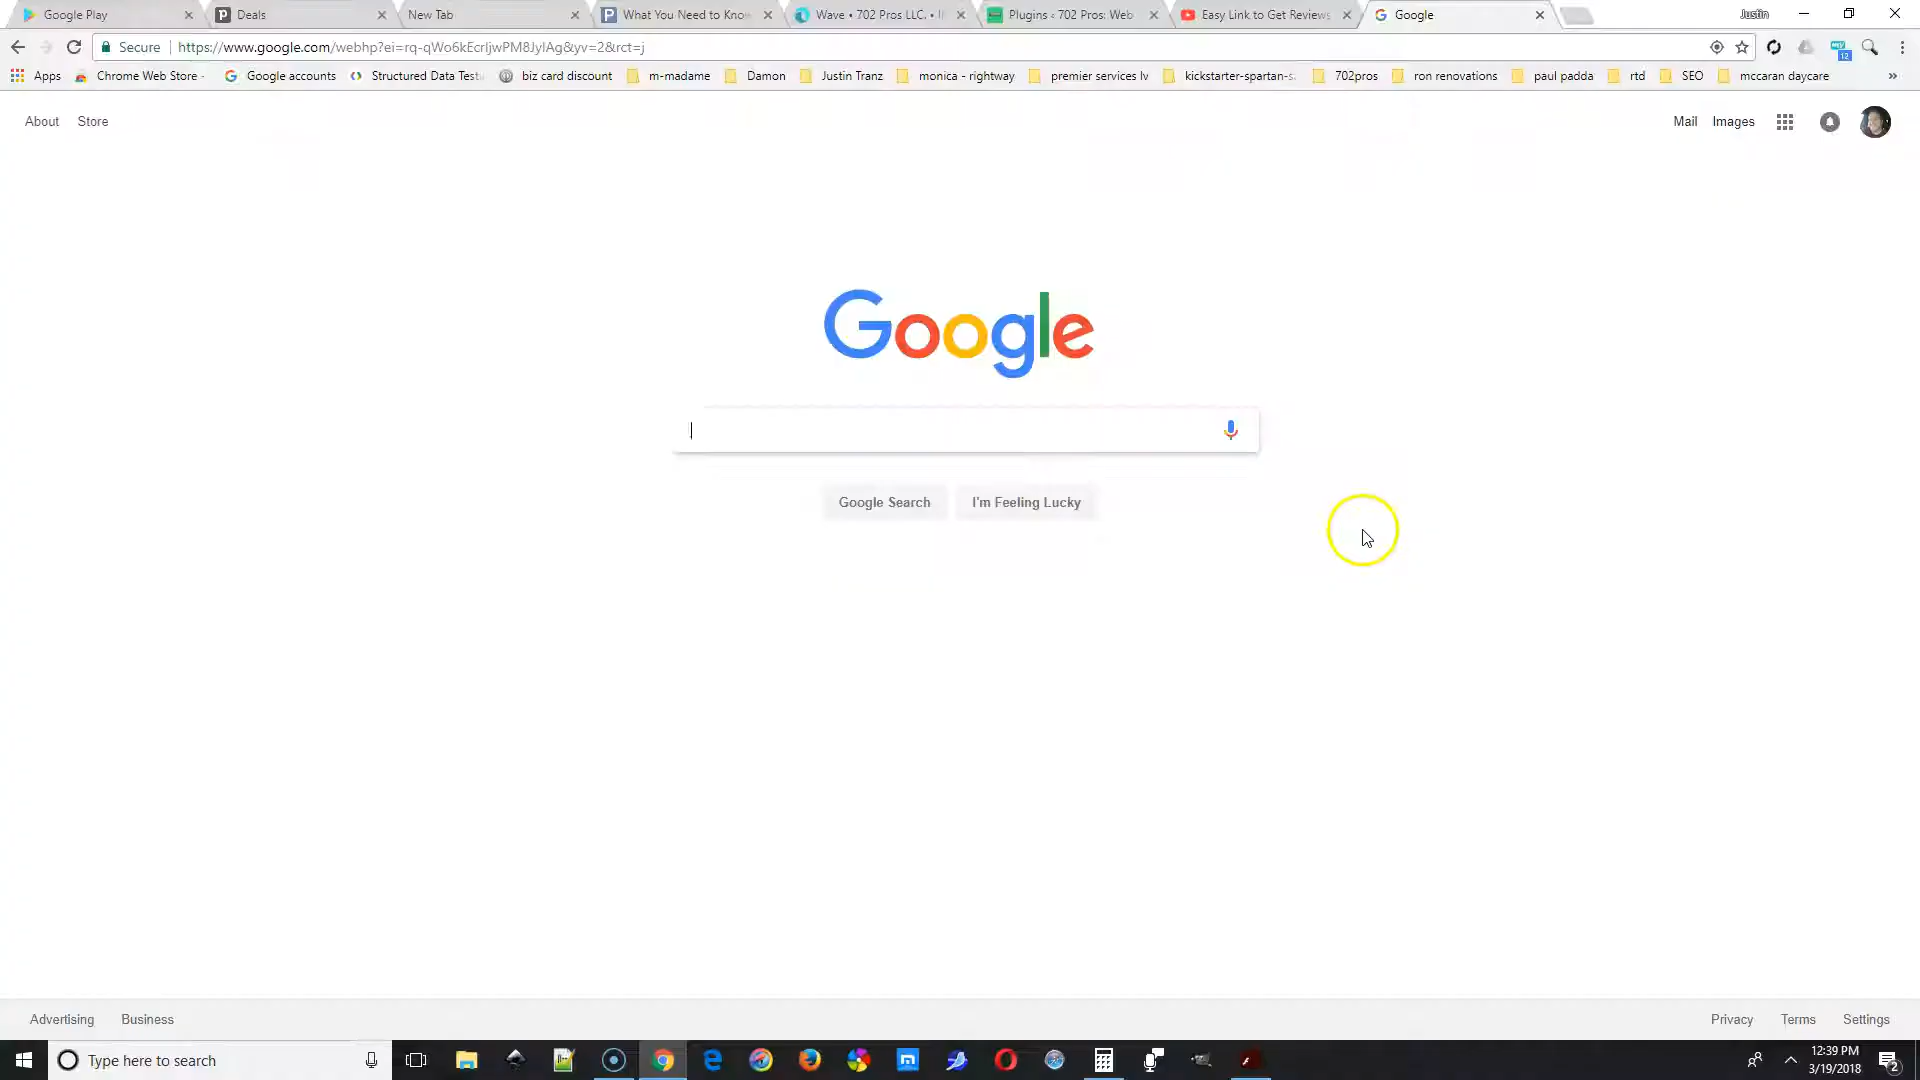 Google Play
Deals
New Tab
What You Need to Kno
Wave • 702 Pros LLC. • I
Plugins ‹ 702 Pros: Web
Easy Link to Get Reviews
Google
Justin
Secure
https://www.google.com/webhp?ei=rq-qWo6kEcrIjwPM8JyIAg&yv=2&rct=j
12
Apps
Chrome Web Store -
Google accounts
Structured Data Test
biz card discount
m-madame
Damon
Justin Tranz
monica - rightway
premier services lv
kickstarter-spartan-s
702pros
ron renovations
paul padda
rtd
SEO
mccaran daycare
»
About
Store
Mail
Images
Google
Google Search
I'm Feeling Lucky
Advertising
Business
Privacy
Terms
Settings
Type here to search
12:39 PM
3/19/2018
2